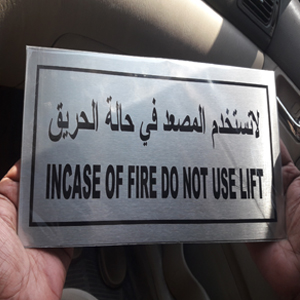 لاتستخدم المصعد في حالة الحريق
INCASE OF FIRE DO NOT USE LIFT